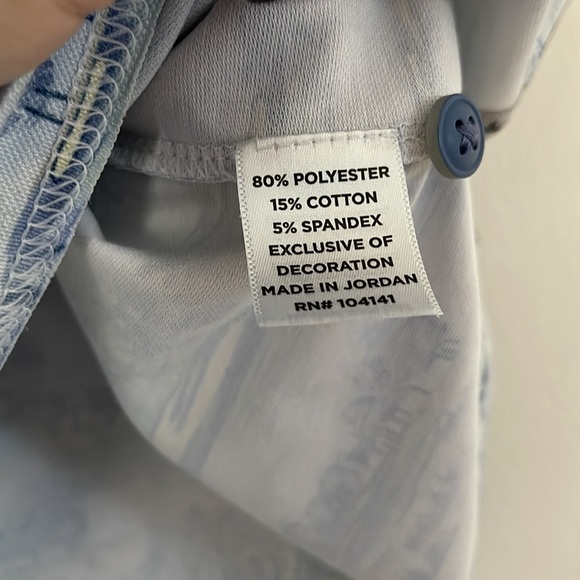 80% POLYESTER
15% COTTON
5% SPANDEX
EXCLUSIVE OF
DECORATION
MADE IN JORDAN
RN# 104141